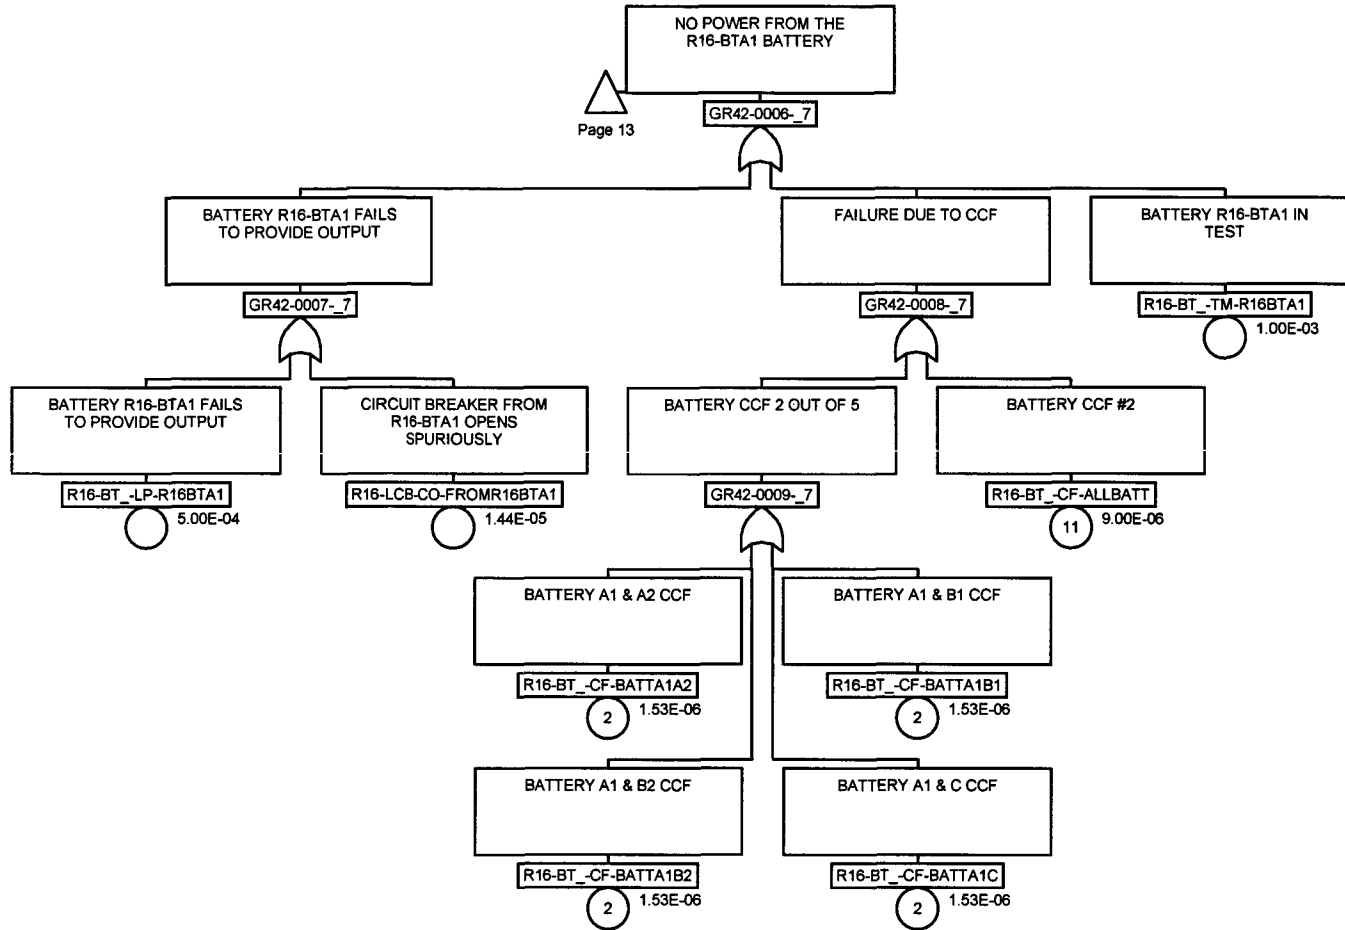 NO POWER FROM THE
R16-BTA1 BATTERY
Page 13
GR42-0006-_7
BATTERY R16-BTA1 FAILS
TO PROVIDE OUTPUT
GR42-0007-_7
FAILURE DUE TO CCF
GR42-0008-_7
BATTERY R16-BTA1 IN
TEST
R16-BT_-TM-R16BTA1
1.00E-03
BATTERY R16-BTA1 FAILS
TO PROVIDE OUTPUT
R16-BT_-LP-R16BTA1
5.00E-04
CIRCUIT BREAKER FROM
R16-BTA1 OPENS
SPURIOUSLY
R16-LCB-CO-FROMR16BTA1
1.44E-05
BATTERY CCF 2 OUT OF 5
GR42-0009-_7
BATTERY CCF #2
R16-BT_-CF-ALLBATT
11
9.00E-06
BATTERY A1 & A2 CCF
R16-BT_-CF-BATTA1A2
2
1.53E-06
BATTERY A1 & B1 CCF
R16-BT_-CF-BATTA1B1
2
1.53E-06
BATTERY A1 & B2 CCF
R16-BT_-CF-BATTA1B2
2
1.53E-06
BATTERY A1 & C CCF
R16-BT_-CF-BATTA1C
2
1.53E-06